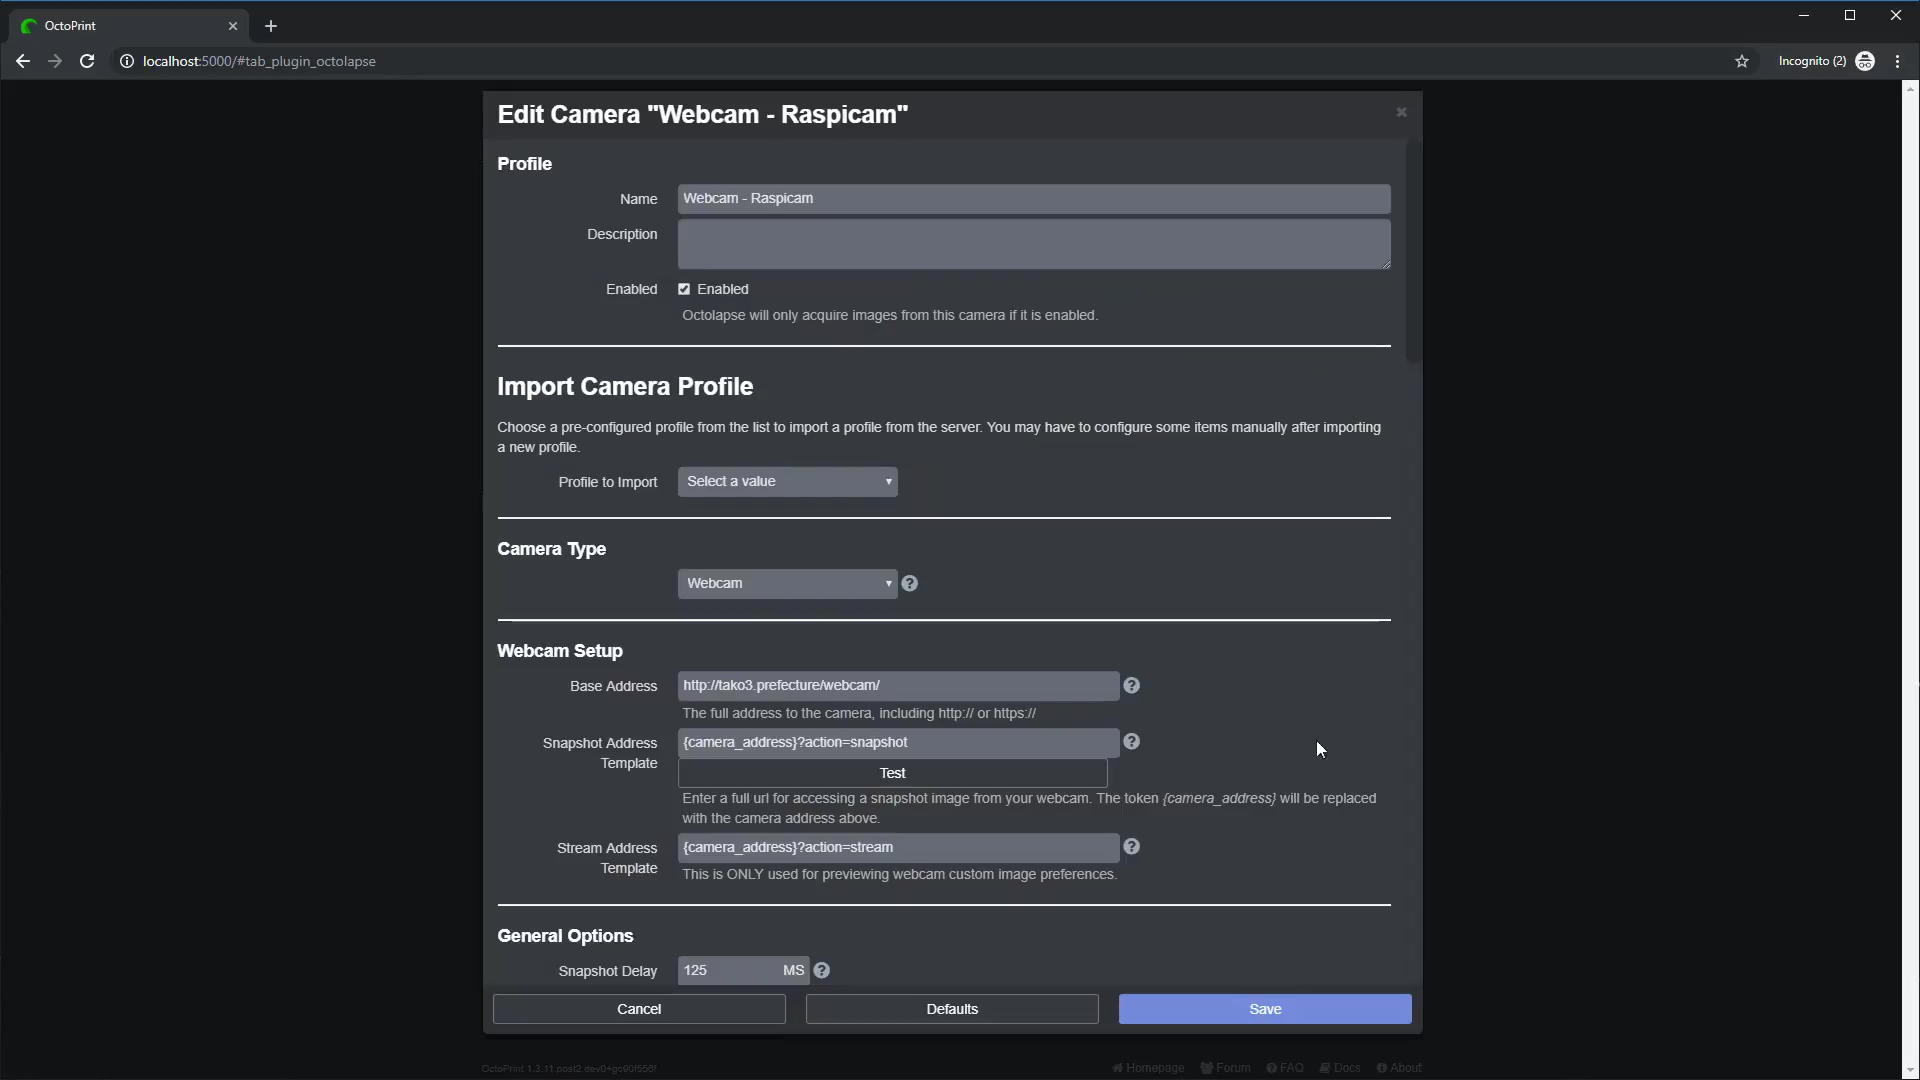 OctoPrint
localhost:5000/#tab_plugin_octolapse
Incognito (2)
Edit Camera "Webcam - Raspicam"
Profile
Name
Webcam - Raspicam
Description
Enabled
Enabled
Octolapse will only acquire images from this camera if it is enabled.
Import Camera Profile
Choose a pre-configured profile from the list to import a profile from the server. You may have to configure some items manually after importing
a new profile.
Profile to Import
Select a value
Camera Type
Webcam
Webcam Setup
Base Address
http://tako3.prefecture/webcam/
The full address to the camera, including http:// or https://
Snapshot Address
Template
{camera_address}?action=snapshot
Test
Enter a full url for accessing a snapshot image from your webcam. The token {camera_address} will be replaced
with the camera address above.
Stream Address
Template
{camera_address}?action=stream
This is ONLY used for previewing webcam custom image preferences.
General Options
Snapshot Delay
125 MS
Cancel
Defaults
Save
OctoPrint
Homepage
Forum
FAQ
Docs
About